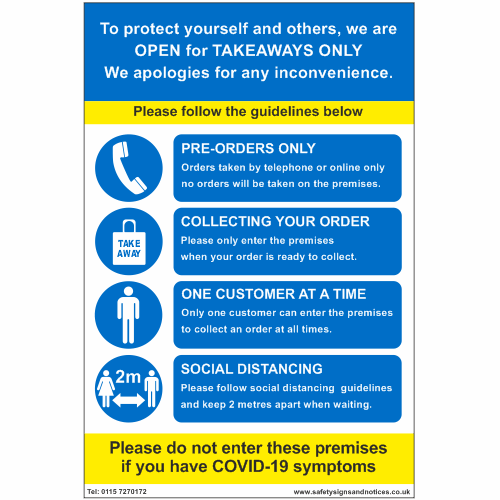 To protect yourself and others, we are
OPEN for TAKEAWAYS ONLY
We apologies for any inconvenience.
Please follow the guidelines below
PRE-ORDERS ONLY
Orders taken by telephone or online only
no orders will be taken on the premises.
TAKE
AWAY
COLLECTING YOUR ORDER
Please only enter the premises
when your order is ready to collect.
ONE CUSTOMER AT A TIME
Only one customer can enter the premises
to collect an order at all times.
2m
SOCIAL DISTANCING
Please follow social distancing guidelines
and keep 2 metres apart when waiting.
Please do not enter these premises
if you have COVID-19 symptoms
Tel: 0115 7270172
www.safetysignsandnotices.co.uk